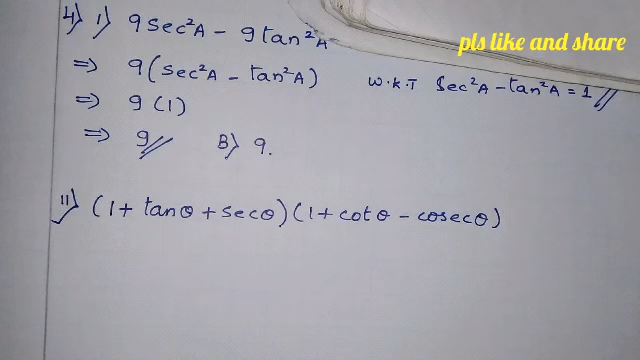 4) i) 9 sec²A - 9 tan²A
pls like and share
⇒ 9 (sec²A - tan²A) W.K.T sec²A - tan²A = 1 //
⇒ 9 (1)
⇒ 9 // B) 9.
ii) (1 + tanθ + secθ) (1 + cotθ - cosecθ)